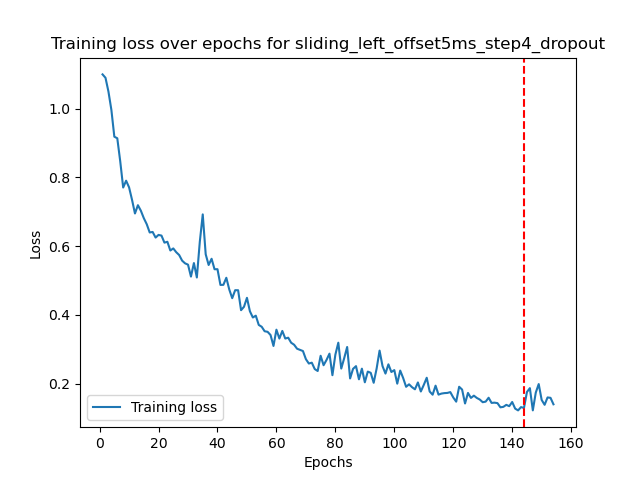 Training loss over epochs for sliding_left_offset5ms_step4_dropout
Loss
1.0
0.8
0.6
0.4
0.2
Training loss
0 20 40 60 80 100 120 140 160
Epochs